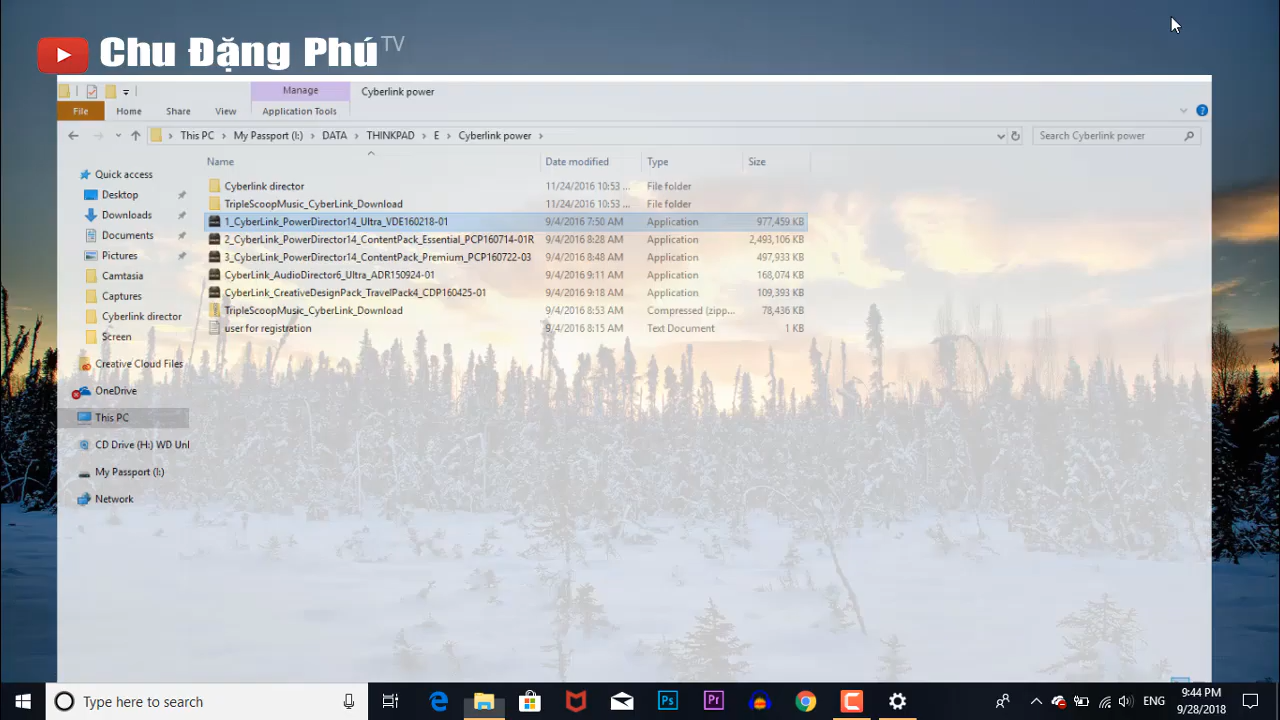 Chu Đặng Phú TV
Manage
Cyberlink power
File
Home
Share
View
Application Tools
This PC
My Passport (I:)
DATA
THINKPAD
E
Cyberlink power
Search Cyberlink power
Name
Date modified
Type
Size
Quick access
Desktop
Downloads
Documents
Pictures
Camtasia
Captures
Cyberlink director
Screen
Creative Cloud Files
OneDrive
This PC
CD Drive (H:) WD Unl
My Passport (I:)
Network
Cyberlink director 11/24/2016 10:53 ... File folder
TripleScoopMusic_CyberLink_Download 11/24/2016 10:53 ... File folder
1_CyberLink_PowerDirector14_Ultra_VDE160218-01 9/4/2016 7:50 AM Application 977,459 KB
2_CyberLink_PowerDirector14_ContentPack_Essential_PCP160714-01R 9/4/2016 8:28 AM Application 2,493,106 KB
3_CyberLink_PowerDirector14_ContentPack_Premium_PCP160722-03 9/4/2016 8:48 AM Application 497,933 KB
CyberLink_AudioDirector6_Ultra_ADR150924-01 9/4/2016 9:11 AM Application 168,074 KB
CyberLink_CreativeDesignPack_TravelPack4_CDP160425-01 9/4/2016 9:18 AM Application 109,393 KB
TripleScoopMusic_CyberLink_Download 9/4/2016 8:53 AM Compressed (zipp... 78,436 KB
user for registration 9/4/2016 8:15 AM Text Document 1 KB
Type here to search
Ps
Pr
ENG
9:44 PM
9/28/2018